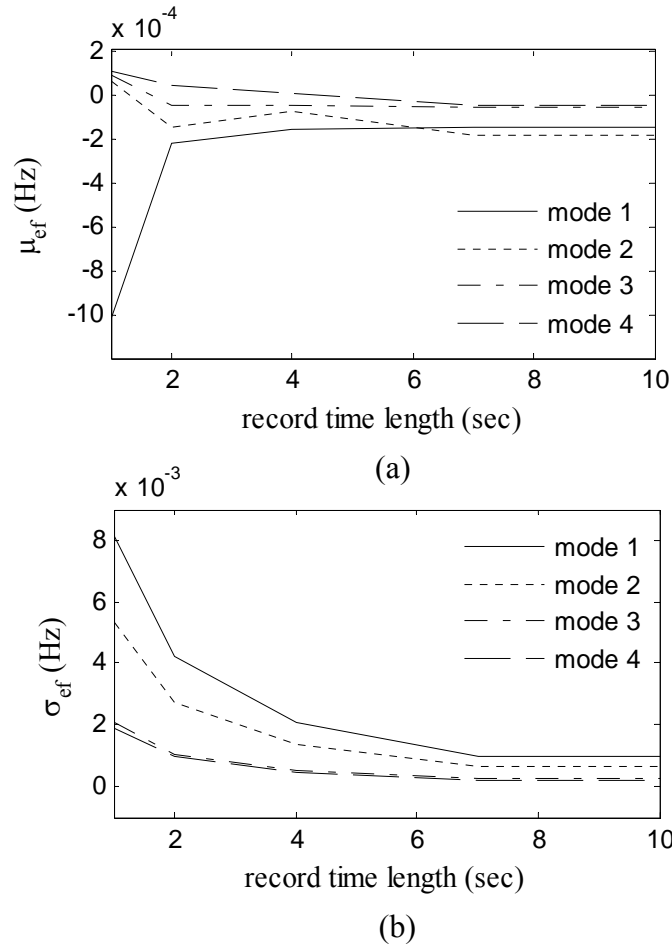 x 10⁻⁴
2
0
-2
-4
-6
-8
-10
μ_ef (Hz)
mode 1
mode 2
mode 3
mode 4
2 4 6 8 10
record time length (sec)
(a)
x 10⁻³
8
6
4
2
0
σ_ef (Hz)
mode 1
mode 2
mode 3
mode 4
2 4 6 8 10
record time length (sec)
(b)